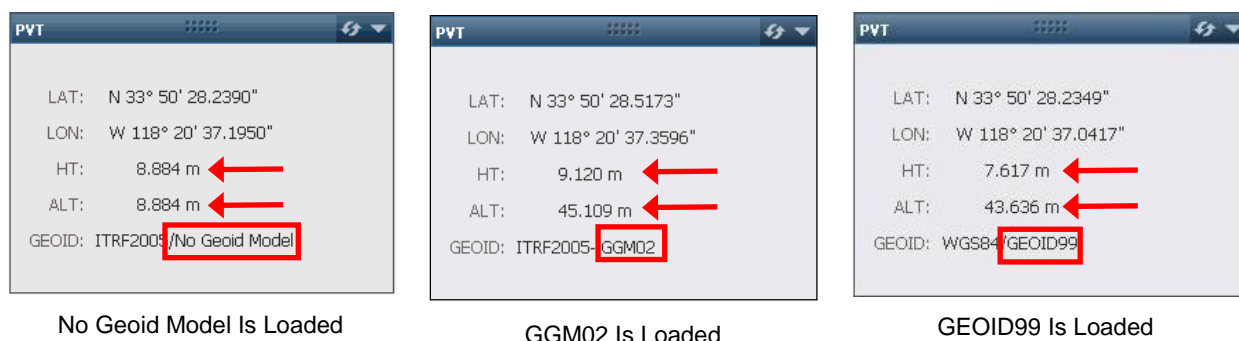 PVT
LAT: N 33° 50' 28.2390"
LON: W 118° 20' 37.1950"
HT: 8.884 m
ALT: 8.884 m
GEOID: ITRF2005/No Geoid Model
No Geoid Model Is Loaded
PVT
LAT: N 33° 50' 28.5173"
LON: W 118° 20' 37.3596"
HT: 9.120 m
ALT: 45.109 m
GEOID: ITRF2005-GGM02
GGM02 Is Loaded
PVT
LAT: N 33° 50' 28.2349"
LON: W 118° 20' 37.0417"
HT: 7.617 m
ALT: 43.636 m
GEOID: WGS84/GEOID99
GEOID99 Is Loaded